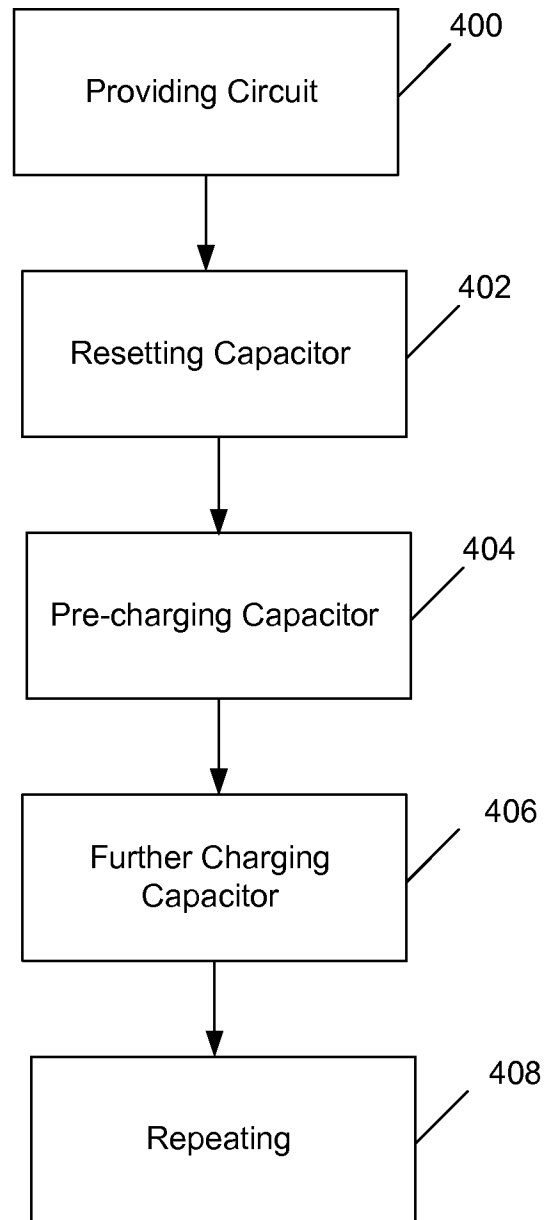 400
Providing Circuit
402
Resetting Capacitor
404
Pre-charging Capacitor
406
Further Charging
Capacitor
408
Repeating